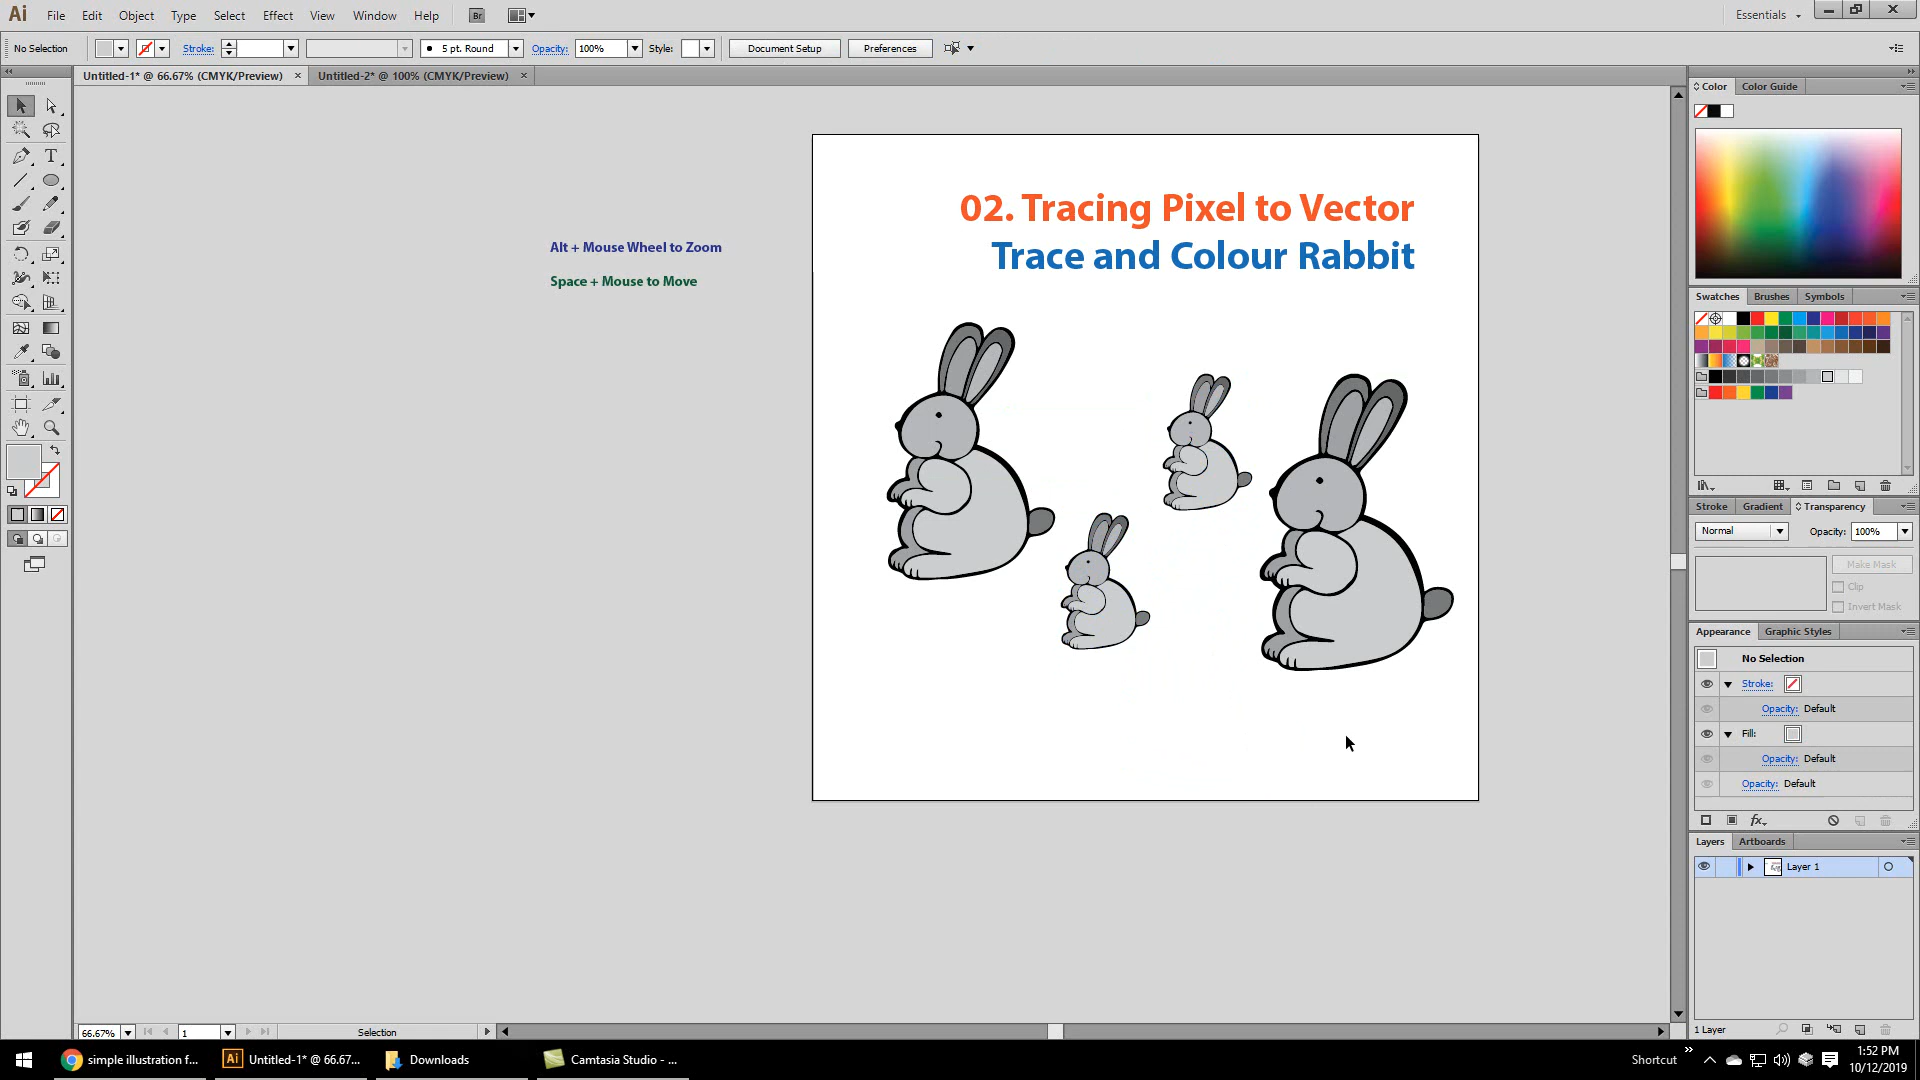 Ai File Edit Object Type Select Effect View Window Help Br Essentials
No Selection Stroke: 5 pt. Round Opacity: 100% Style: Document Setup Preferences
Untitled-1* @ 66.67% (CMYK/Preview) Untitled-2* @ 100% (CMYK/Preview)
Color Color Guide
02. Tracing Pixel to Vector
Trace and Colour Rabbit
Alt + Mouse Wheel to Zoom
Space + Mouse to Move
Swatches Brushes Symbols
Stroke Gradient Transparency
Normal Opacity: 100%
Make Mask
Clip
Invert Mask
Appearance Graphic Styles
No Selection
Stroke:
Opacity: Default
Fill:
Opacity: Default
Opacity: Default
fx
Layers Artboards
Layer 1
1 Layer
66.67% 1 Selection
simple illustration f... Ai Untitled-1* @ 66.67... Downloads Camtasia Studio - ... Shortcut
1:52 PM
10/12/2019